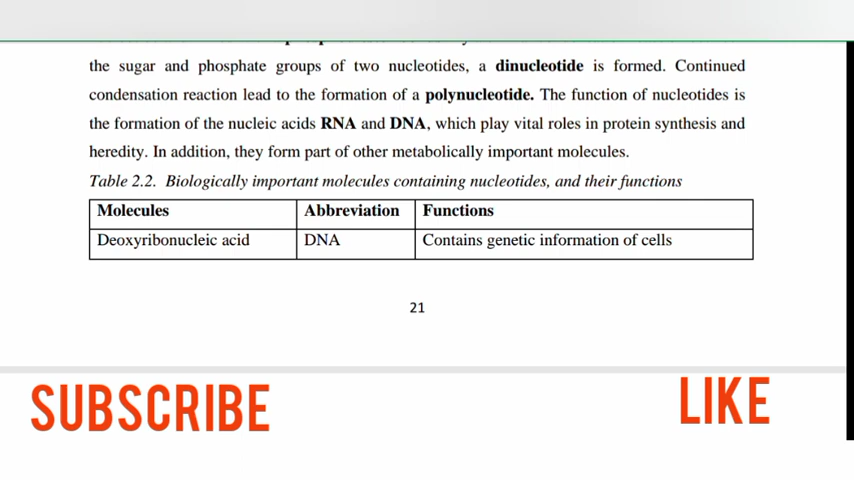 the sugar and phosphate groups of two nucleotides, a dinucleotide is formed. Continued
condensation reaction lead to the formation of a polynucleotide. The function of nucleotides is
the formation of the nucleic acids RNA and DNA, which play vital roles in protein synthesis and
heredity. In addition, they form part of other metabolically important molecules.
Table 2.2. Biologically important molecules containing nucleotides, and their functions
Molecules Abbreviation Functions
Deoxyribonucleic acid DNA Contains genetic information of cells
21
SUBSCRIBE LIKE